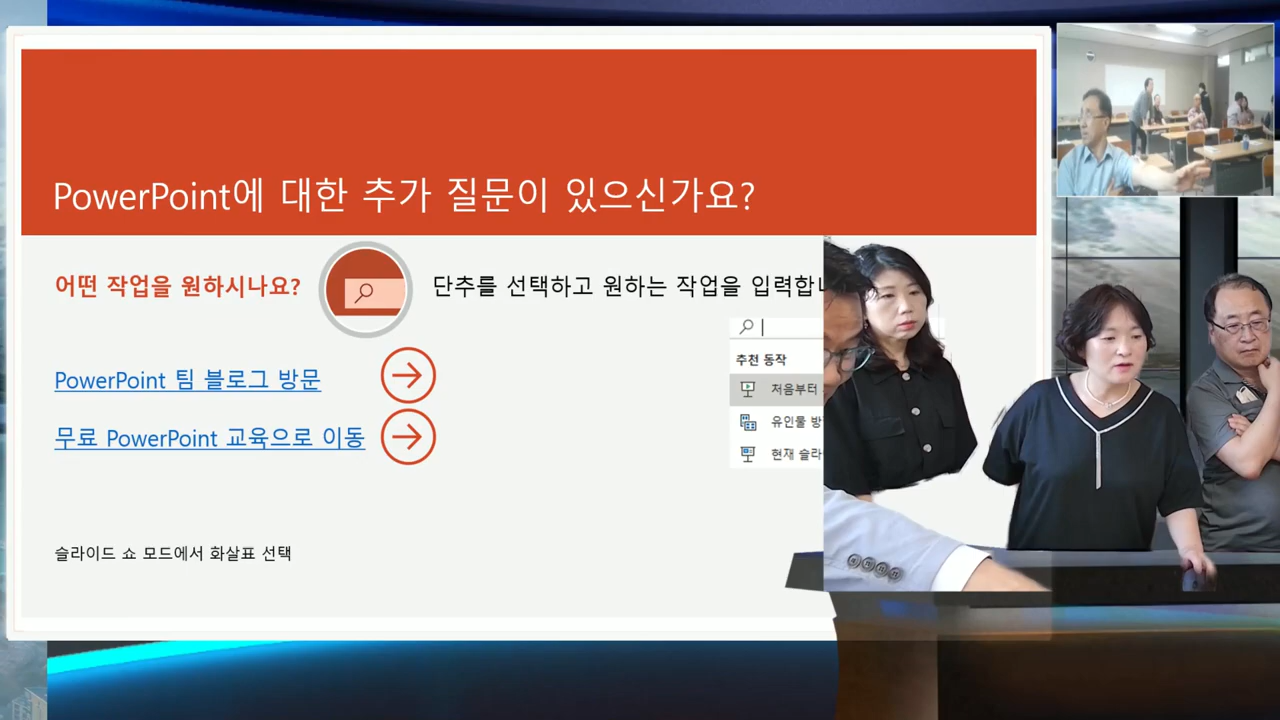 PowerPoint에 대한 추가 질문이 있으신가요?
어떤 작업을 원하시나요?
단추를 선택하고 원하는 작업을 입력합
추천 동작
PowerPoint 팀 블로그 방문
처음부터
유인물
무료 PowerPoint 교육으로 이동
현재
슬라이드 쇼 모드에서 화살표 선택